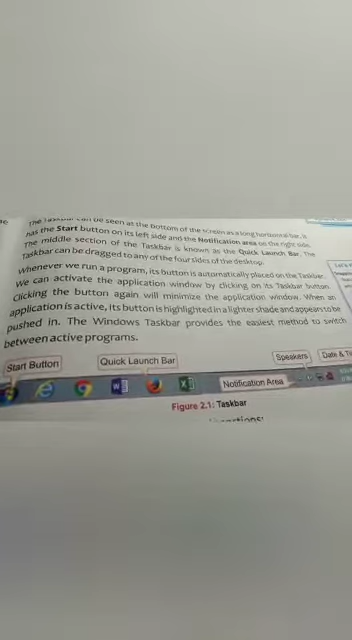 The Taskbar can be seen at the bottom of the screen as a long horizontal bar. It
has the Start button on its left side and the Notification area on the right side.
The middle section of the Taskbar is known as the Quick Launch Bar. The
Taskbar can be dragged to any of the four sides of the desktop.
Whenever we run a program, its button is automatically placed on the Taskbar.
We can activate the application window by clicking on its Taskbar button.
Clicking the button again will minimize the application window. When an
application is active, its button is highlighted in a lighter shade and appears to be
pushed in. The Windows Taskbar provides the easiest method to switch
between active programs.
Start Button
Quick Launch Bar
Speakers
Date &
Notification Area
Figure 2.1: Taskbar